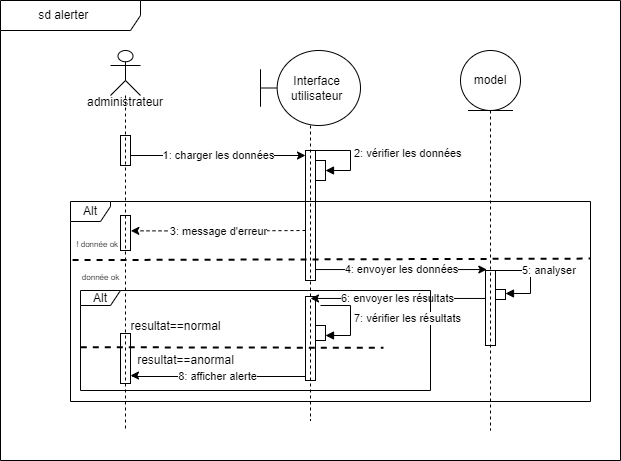 sd alerter
Interface
utilisateur
model
administrateur
1: charger les données
2: vérifier les données
Alt
3: message d'erreur
! donnée ok
4: envoyer les données
5: analyser
donnée ok
Alt
6: envoyer les résultats
7: vérifier les résultats
resultat==normal
resultat==anormal
8: afficher alerte